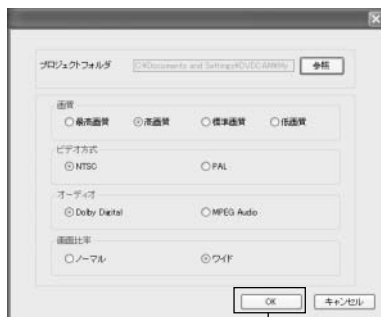 プロジェクトフォルダ C:¥Documents and Settings¥DVDCAM¥My 参照
画質
最高画質 高画質 標準画質 低画質
ビデオ方式
NTSC PAL
オーディオ
Dolby Digital MPEG Audio
画面比率
ノーマル ワイド
OK キャンセル